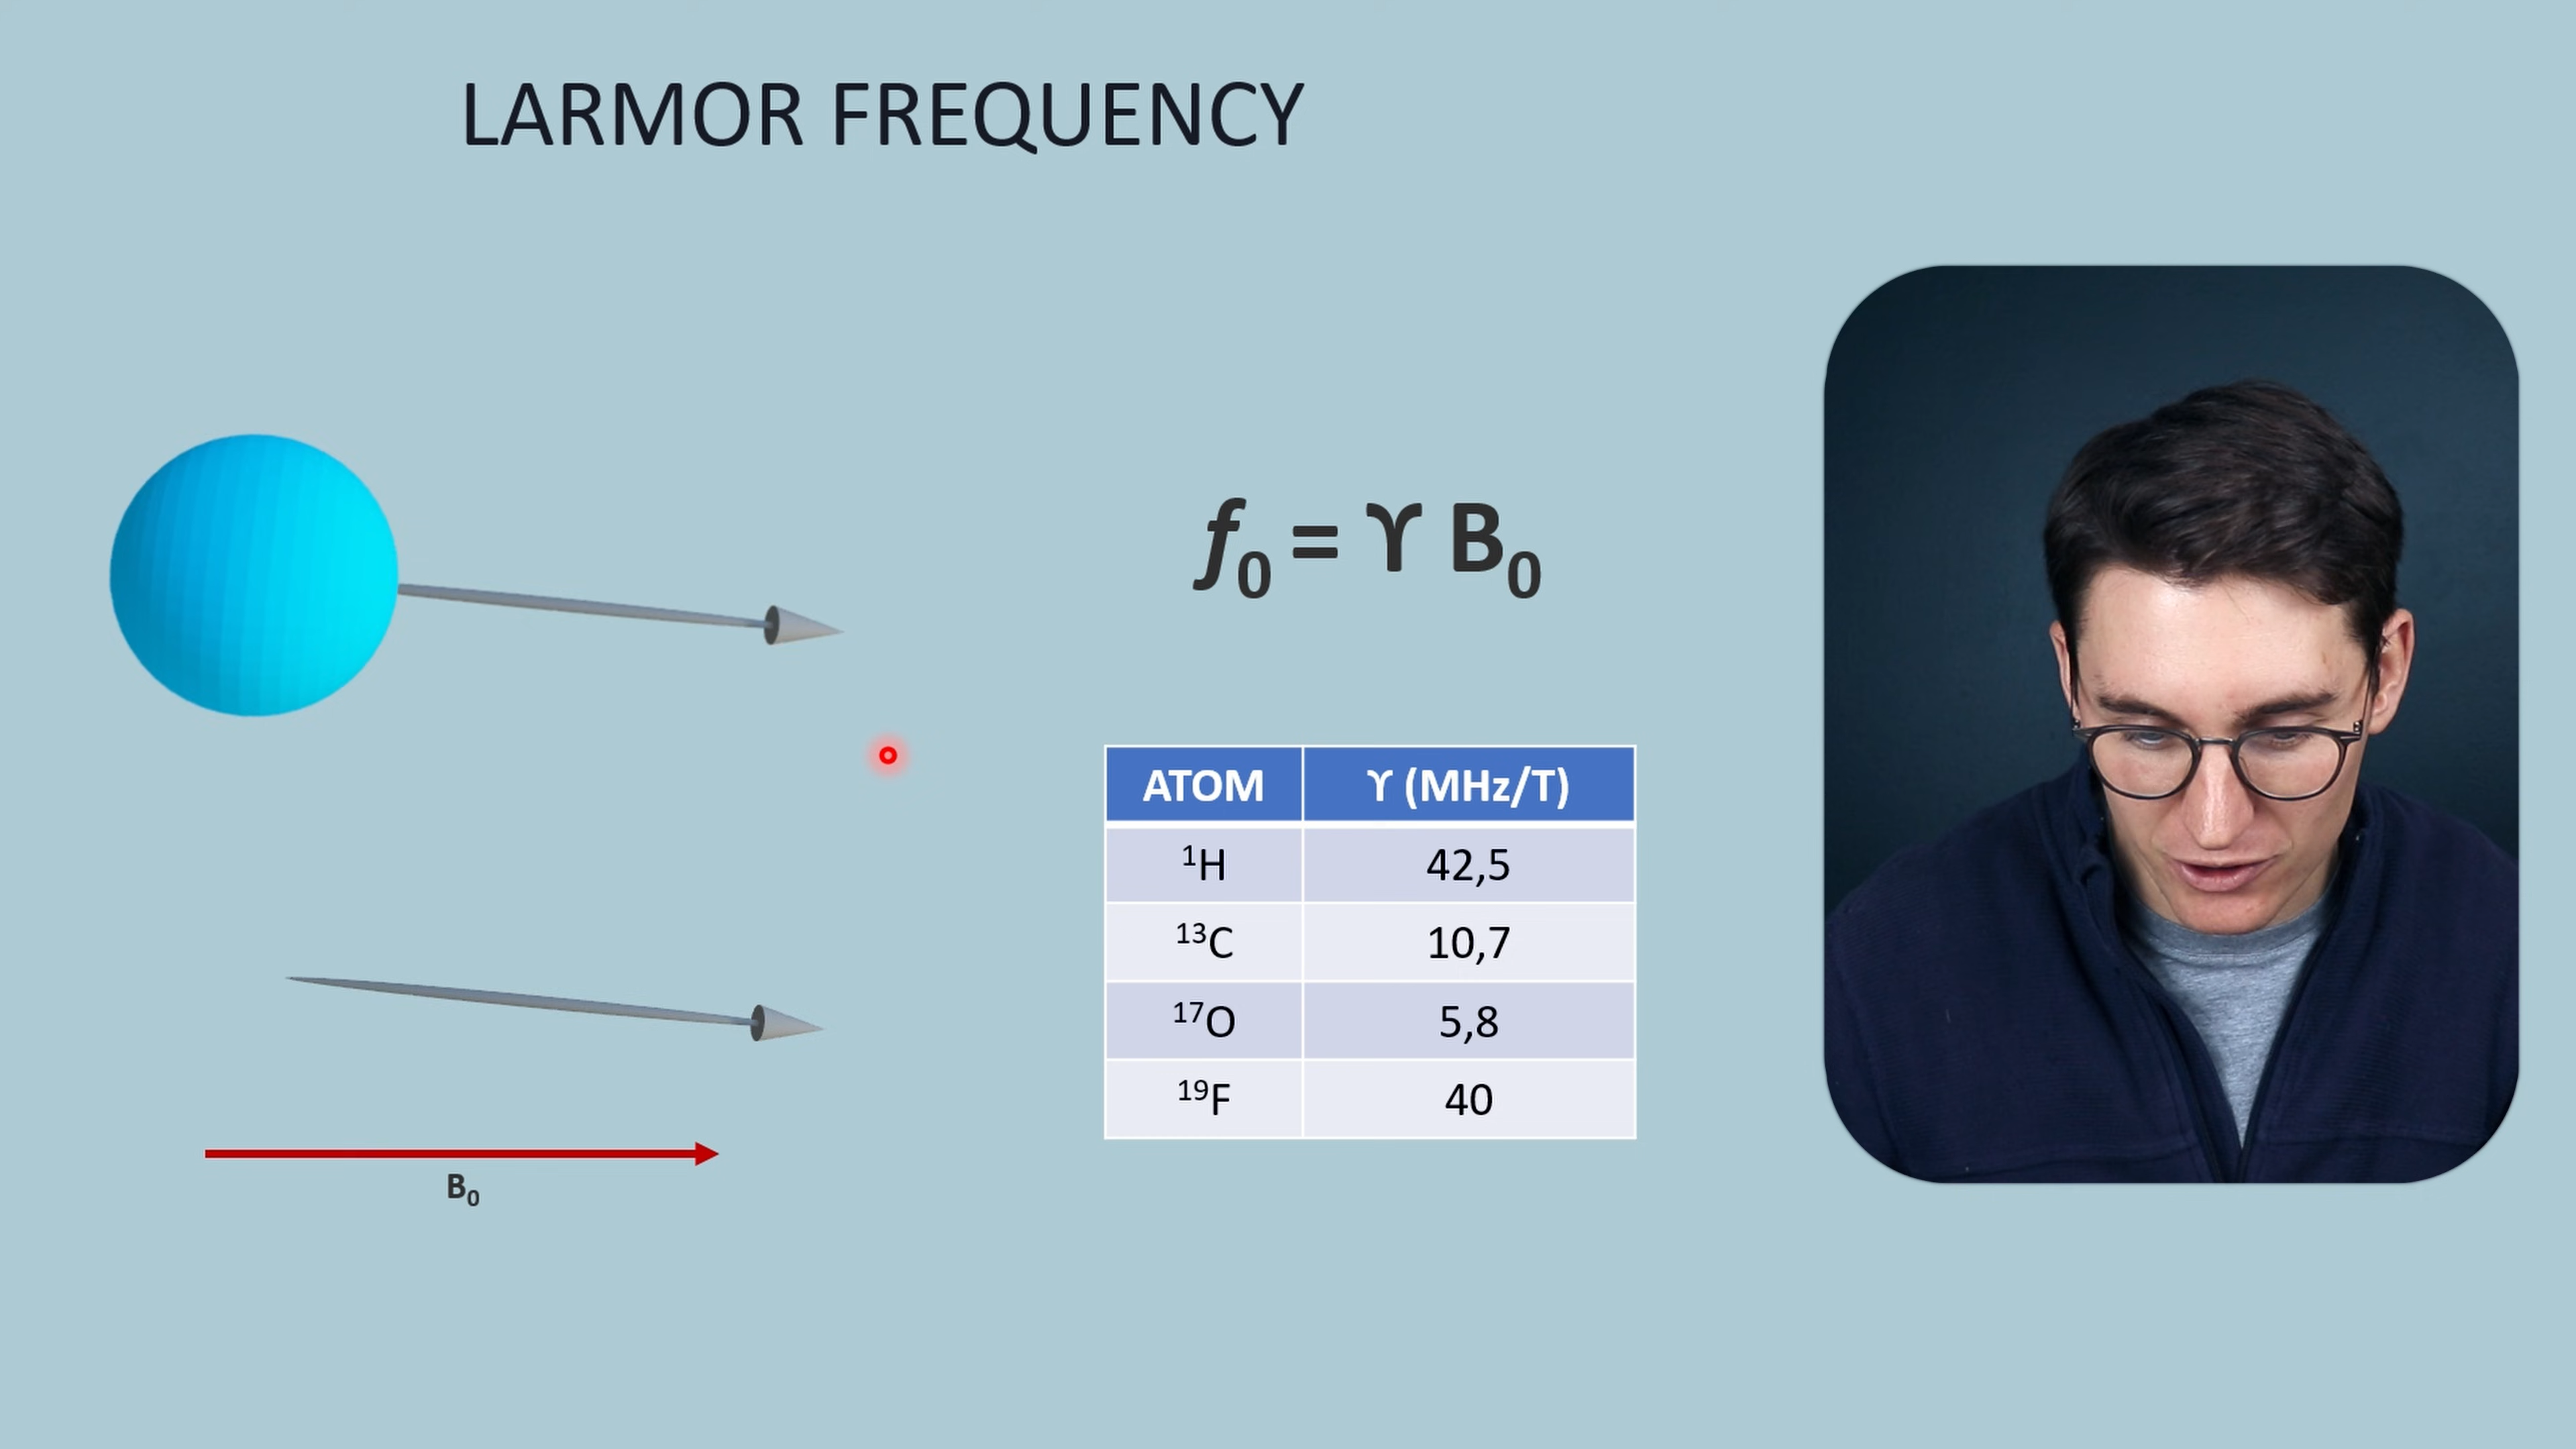 LARMOR FREQUENCY
f₀ = ϒ B₀
ATOM ϒ (MHz/T)
¹H 42,5
¹³C 10,7
¹⁷O 5,8
¹⁹F 40
B₀